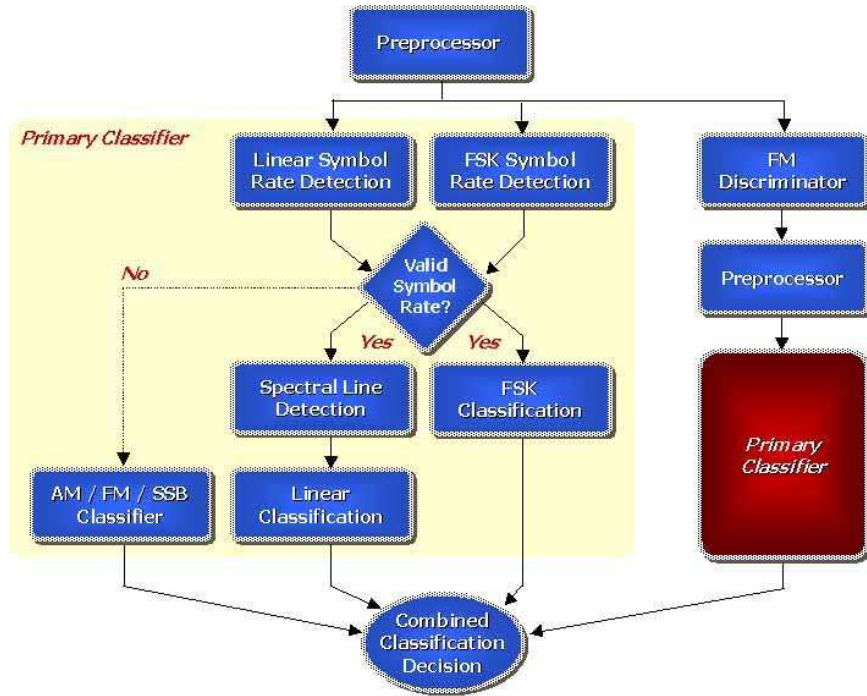 Preprocessor
Primary Classifier
Linear Symbol
Rate Detection
FSK Symbol
Rate Detection
FM
Discriminator
No
Valid
Symbol
Rate?
Preprocessor
Yes
Yes
Spectral Line
Detection
FSK
Classification
Primary
Classifier
AM / FM / SSB
Classifier
Linear
Classification
Combined
Classification
Decision